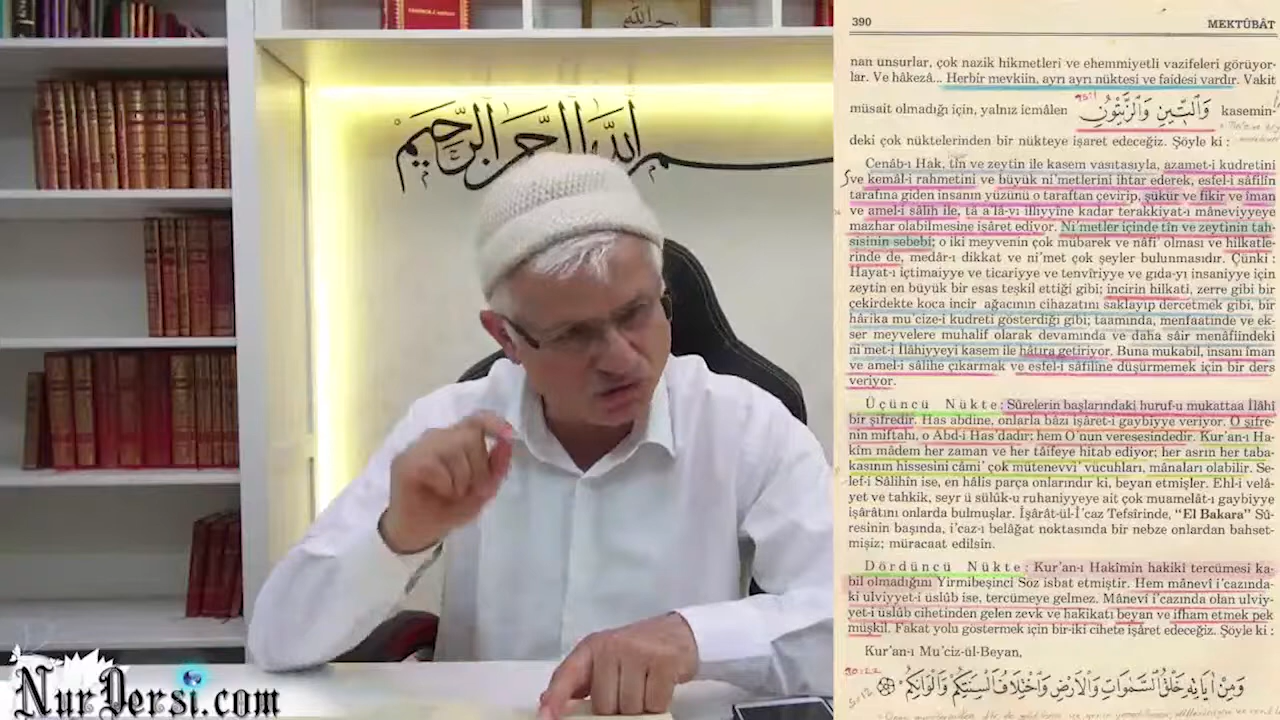 390 MEKTÛBÂT
nan unsurlar, çok nazik hikmetleri ve ehemmiyetli vazifeleri görüyor-
lar. Ve hâkezâ... Herbir mevkiin, ayrı ayrı nüktesi ve faidesi vardır. Vakit
müsait olmadığı için, yalnız icmâlen وَالتِّينِ وَالزَّيْتُونِ kasemin-
deki çok nüktelerinden bir nükteye işaret edeceğiz. Şöyle ki :
Cenâb-ı Hak, tîn ve zeytin ile kasem vasıtasıyla, azamet-i kudretini
ve kemâl-i rahmetini ve büyük ni'metlerini ihtar ederek, esfel-i sâfilîn
tarafına giden insanın yüzünü o taraftan çevirip, şükür ve fikir ve îman
ve amel-i sâlih ile, tâ a'lâ-yı illiyyîne kadar terakkiyat-ı mâneviyyeye
mazhar olabilmesine işaret ediyor. Ni'metler içinde tîn ve zeytinin tah-
sisinin sebebi; o iki meyvenin çok mübarek ve nâfi' olması ve hilkatle-
rinde de, medâr-ı dikkat ve ni'met çok şeyler bulunmasıdır. Çünki :
Hayat-ı içtimaiyye ve ticariyye ve tenvîriyye ve gıda-yı insaniyye için
zeytin en büyük bir esas teşkil ettiği gibi; incirin hilkati, zerre gibi bir
çekirdekte koca incir ağacının cihazatını saklayıp dercetmek gibi, bir
hârika mu'cize-i kudreti gösterdiği gibi; taamında, menfaatinde ve ek-
ser meyvelere muhalif olarak devamında ve daha sâir menâfiindeki
ni'met-i İlâhiyyeyi kasem ile hâtıra getiriyor. Buna mukabil, insanı îman
ve amel-i sâlihe çıkarmak ve esfel-i sâfilîne düşürmemek için bir ders
veriyor.
Üçüncü Nükte: Sûrelerin başlarındaki huruf-u mukattaa İlâhî
bir şifredir. Has abdine, onlarla bâzı işâret-i gaybiyye veriyor. O şifre-
nin miftahı, o Abd-i Has'dadır; hem O'nun veresesindedir. Kur'an-ı Ha-
kîm mâdem her zaman ve her tâifeye hitab ediyor; her asrın her taba-
kasının hissesini câmi' çok mütenevvi' vücuhları, mânaları olabilir. Se-
lef-i Sâlihîn ise, en hâlis parça onlarındır ki, beyan etmişler. Ehl-i velâ-
yet ve tahkik, seyr ü sülûk-u ruhaniyyeye ait çok muamelât-ı gaybiyye
işârâtını onlarda bulmuşlar. İşârât-ül-İ'caz Tefsîrinde, "El Bakara" Sû-
resinin başında, i'caz-ı belâğat noktasında bir nebze onlardan bahset-
mişiz; müracaat edilsin.
Dördüncü Nükte: Kur'an-ı Hakîmin hakikî tercümesi ka-
bil olmadığını Yirmibeşinci Söz isbat etmiştir. Hem mânevî i'cazında-
ki ulviyyet-i üslûb ise, tercümeye gelmez. Mânevî i'cazında olan ulviy-
yet-i üslûb cihetinden gelen zevk ve hakikatı beyan ve ifham etmek pek
müşkil. Fakat yolu göstermek için bir-iki cihete işaret edeceğiz. Şöyle ki :
Kur'an-ı Mu'ciz-ül-Beyan,
وَمِنْ اٰيَاتِهِ خَلْقُ السَّمٰوَاتِ وَالْاَرْضِ وَاخْتِلَافُ اَلْسِنَتِكُمْ وَاَلْوَانِكُمْ
بسم الله الرحمن الرحيم
NurDersi.com